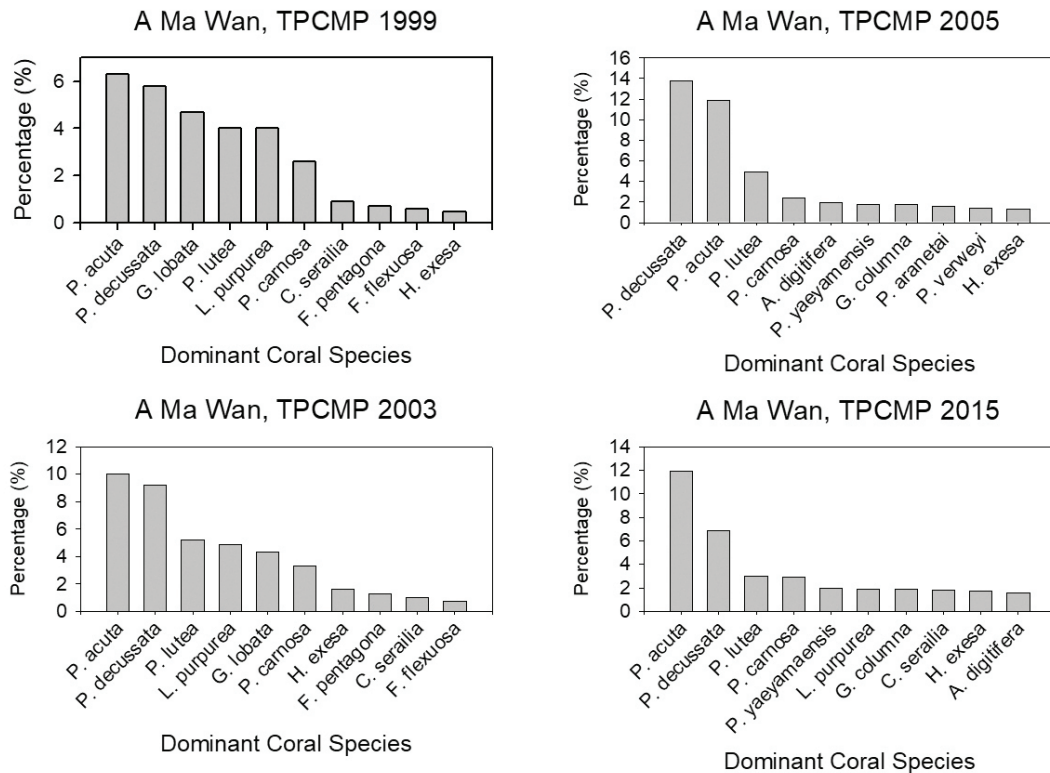 A Ma Wan, TPCMP 1999
Percentage (%)
6
4
2
0
P. acuta
P. decussata
G. lobata
P. lutea
L. purpurea
P. carnosa
C. serailia
F. pentagona
F. flexuosa
H. exesa
Dominant Coral Species
A Ma Wan, TPCMP 2005
Percentage (%)
16
14
12
10
8
6
4
2
0
P. decussata
P. acuta
P. lutea
P. carnosa
A. digitifera
P. yaeyamensis
G. columna
P. aranetai
P. verweyi
H. exesa
Dominant Coral Species
A Ma Wan, TPCMP 2003
Percentage (%)
12
10
8
6
4
2
0
P. acuta
P. decussata
P. lutea
L. purpurea
G. lobata
P. carnosa
H. exesa
F. pentagona
C. serailia
F. flexuosa
Dominant Coral Species
A Ma Wan, TPCMP 2015
Percentage (%)
14
12
10
8
6
4
2
0
P. acuta
P. decussata
P. lutea
P. carnosa
P. yaeyamaensis
L. purpurea
G. columna
C. serailia
H. exesa
A. digitifera
Dominant Coral Species